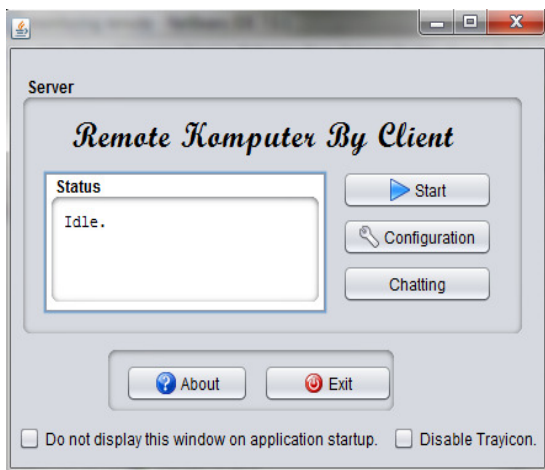 Server
Remote Komputer By Client
Status
Idle.
Start
Configuration
Chatting
About
Exit
Do not display this window on application startup.
Disable Trayicon.